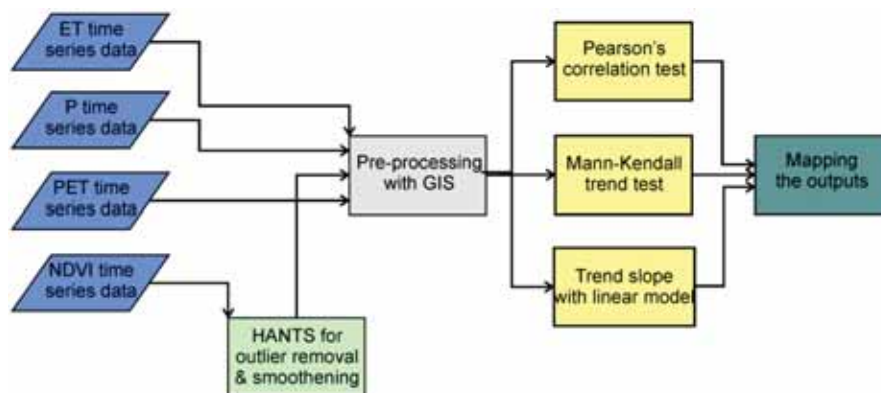 ET time
series data
P time
series data
PET time
series data
NDVI time
series data
HANTS for
outlier removal
& smoothening
Pre-processing
with GIS
Pearson's
correlation test
Mann-Kendall
trend test
Trend slope
with linear model
Mapping
the outputs